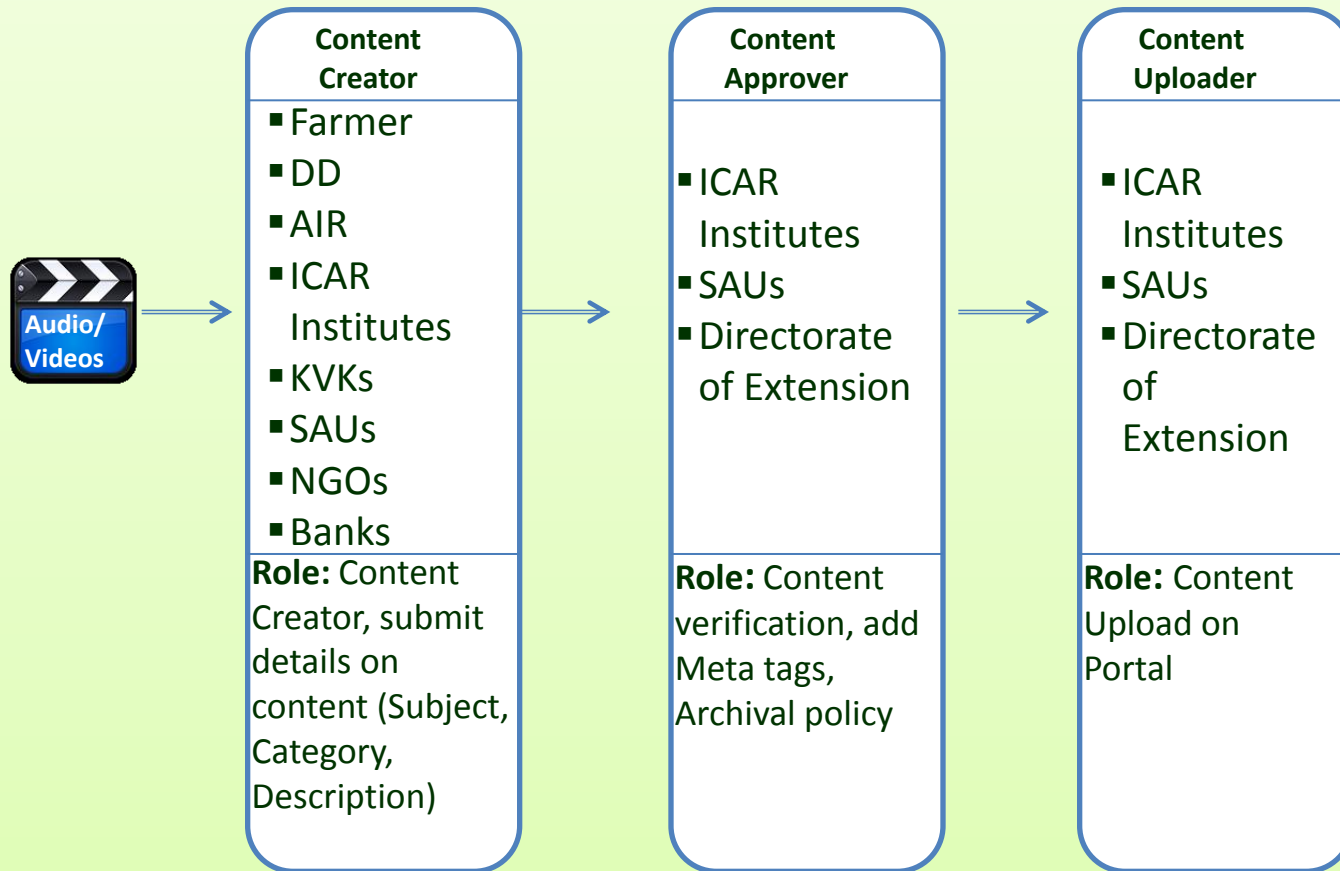 Audio/
Videos
Content
Creator
▪Farmer
▪DD
▪AIR
▪ICAR
Institutes
▪KVKs
▪SAUs
▪NGOs
▪Banks
Role: Content
Creator, submit
details on
content (Subject,
Category,
Description)
Content
Approver
▪ICAR
Institutes
▪SAUs
▪Directorate
of Extension
Role: Content
verification, add
Meta tags,
Archival policy
Content
Uploader
▪ICAR
Institutes
▪SAUs
▪Directorate
of
Extension
Role: Content
Upload on
Portal